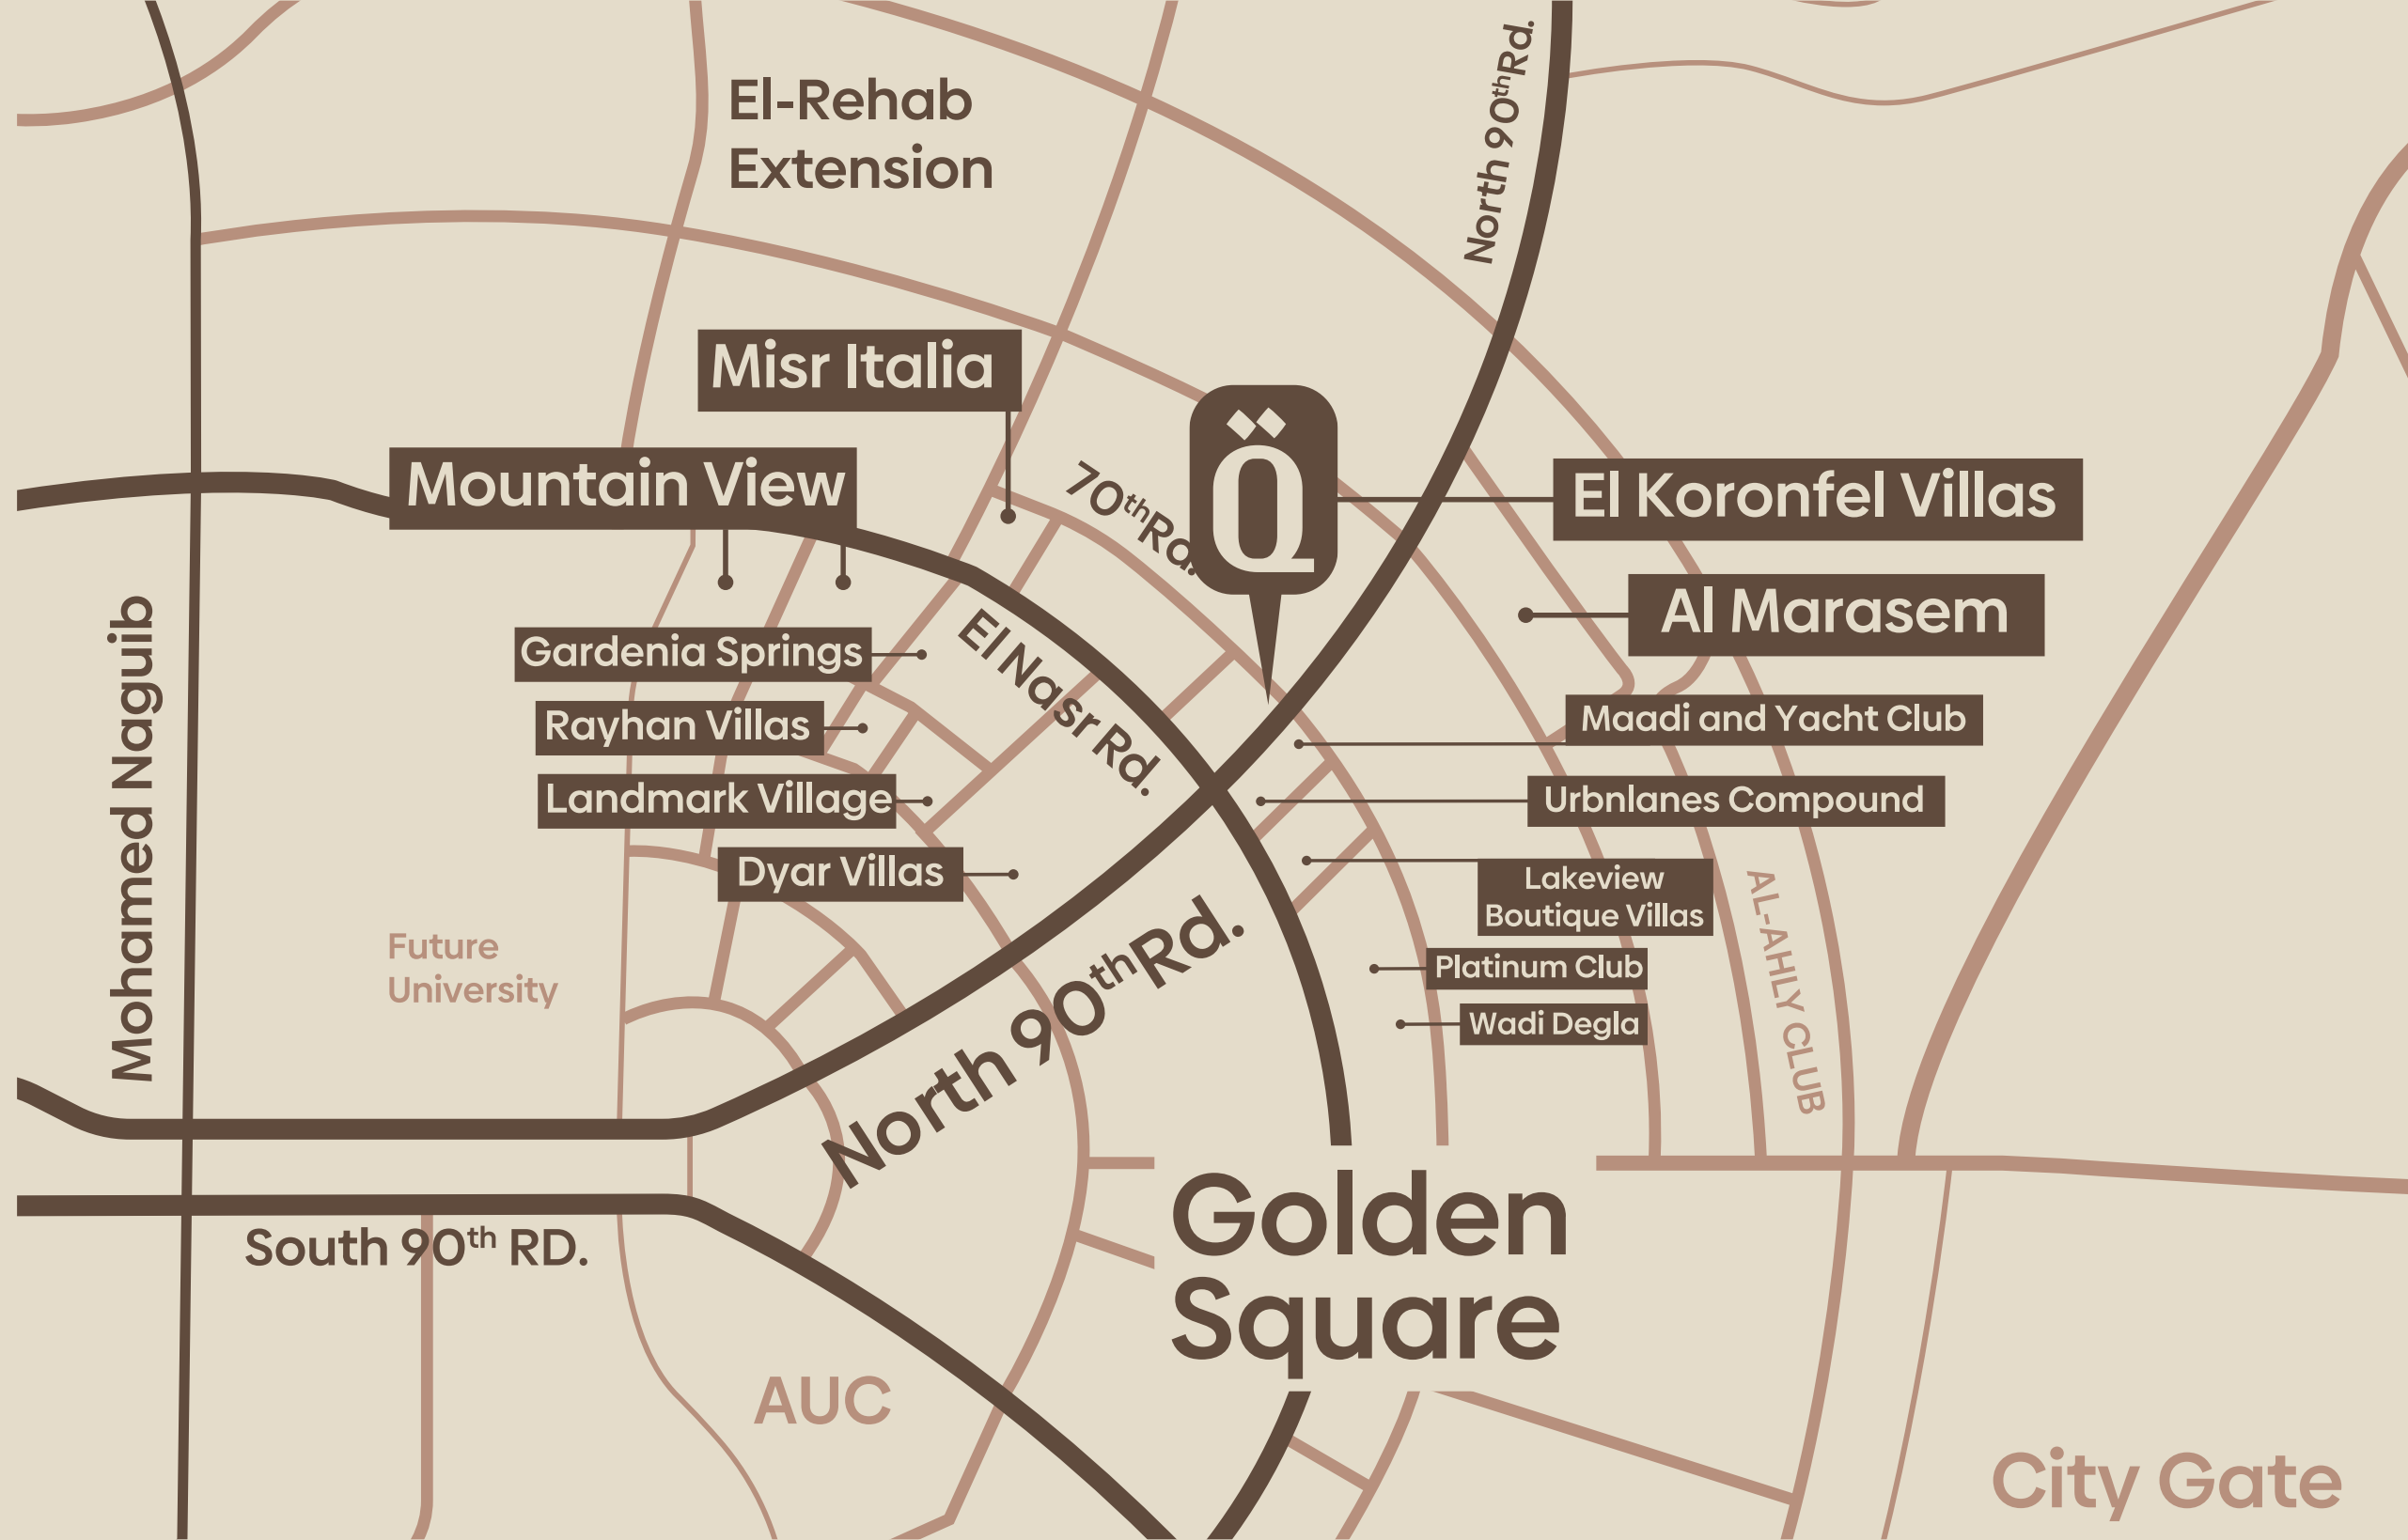 El-Rehab
Extension
North 90th Rd.
Misr Italia
Mountain View
70th Rd.
Q
El Koronfel Villas
Al Marasem
El Nasr Rd.
Gardenia Springs
Rayhan Villas
Landmark Village
Dyar Villas
Mohamed Naguib
Maadi and Yacht Club
Urbnlanes Compound
Lakeview
Boutique Villas
Platinum Club
Wadi Degla
AL-AHLY CLUB
Future
University
North 90th Rd.
Golden
Square
South 90th RD.
AUC
City Gate